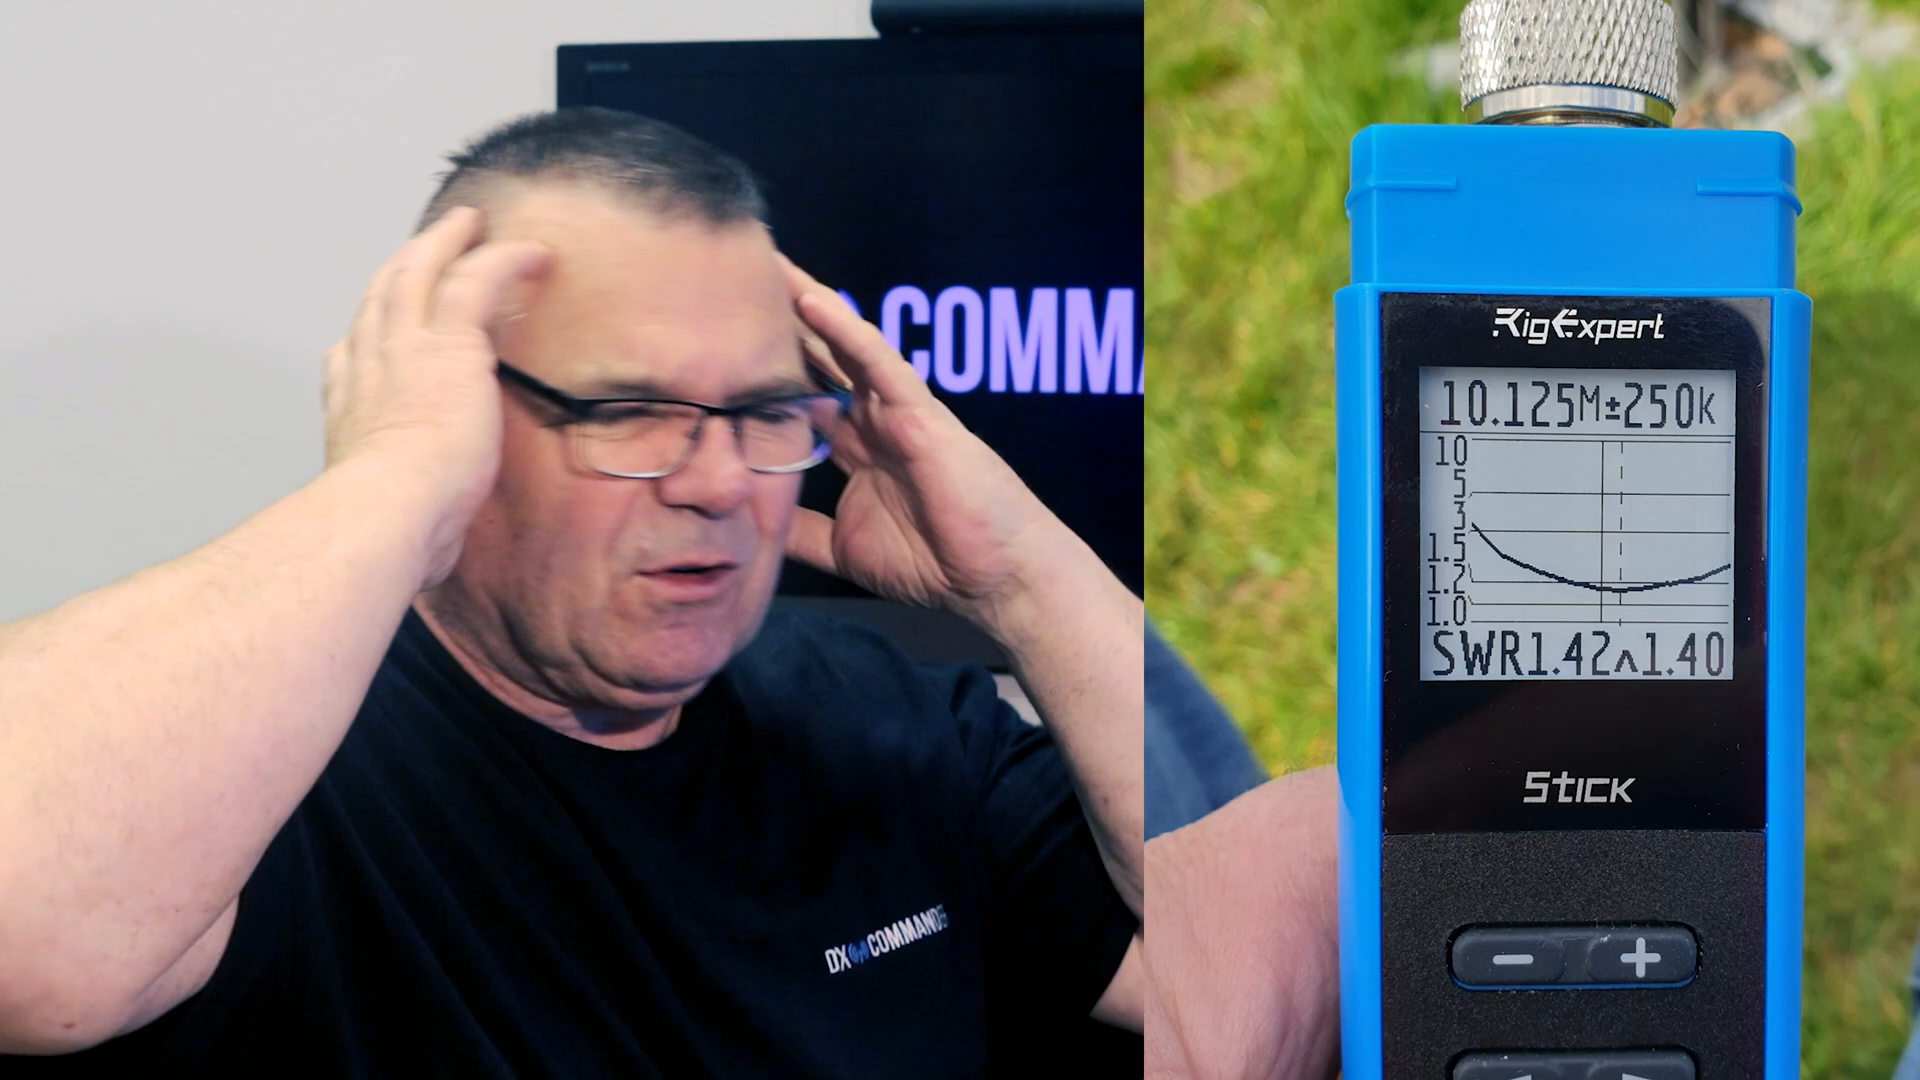 COMMA
DX COMMANDER
RigExpert
10.125M±250k
10
5
3
1.5
1.2
1.0
SWR1.42^1.40
Stick
- +